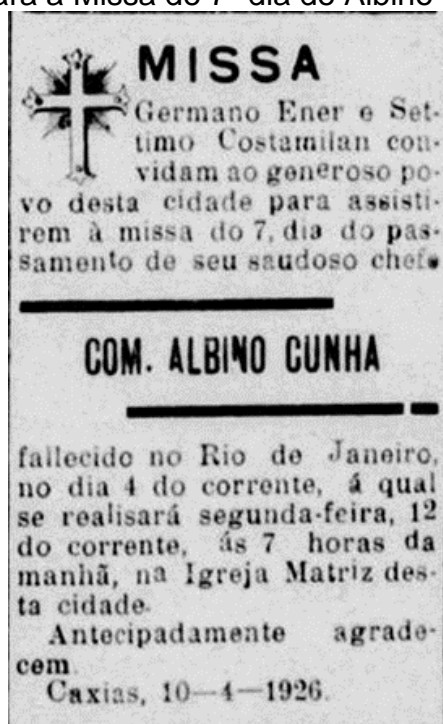 ara a Missa do 7º dia de Albino
MISSA
Germano Ener e Set-
timo Costamilan con-
vidam ao generoso po-
vo desta cidade para assisti-
rem à missa do 7, dia do pas-
samento de seu saudoso chefe
COM. ALBINO CUNHA
fallecido no Rio de Janeiro,
no dia 4 do corrente, á qual
se realisará segunda-feira, 12
do corrente, ás 7 horas da
manhã, na Igreja Matriz des-
ta cidade.
Antecipadamente agrade-
cem.
Caxias, 10—4—1926.